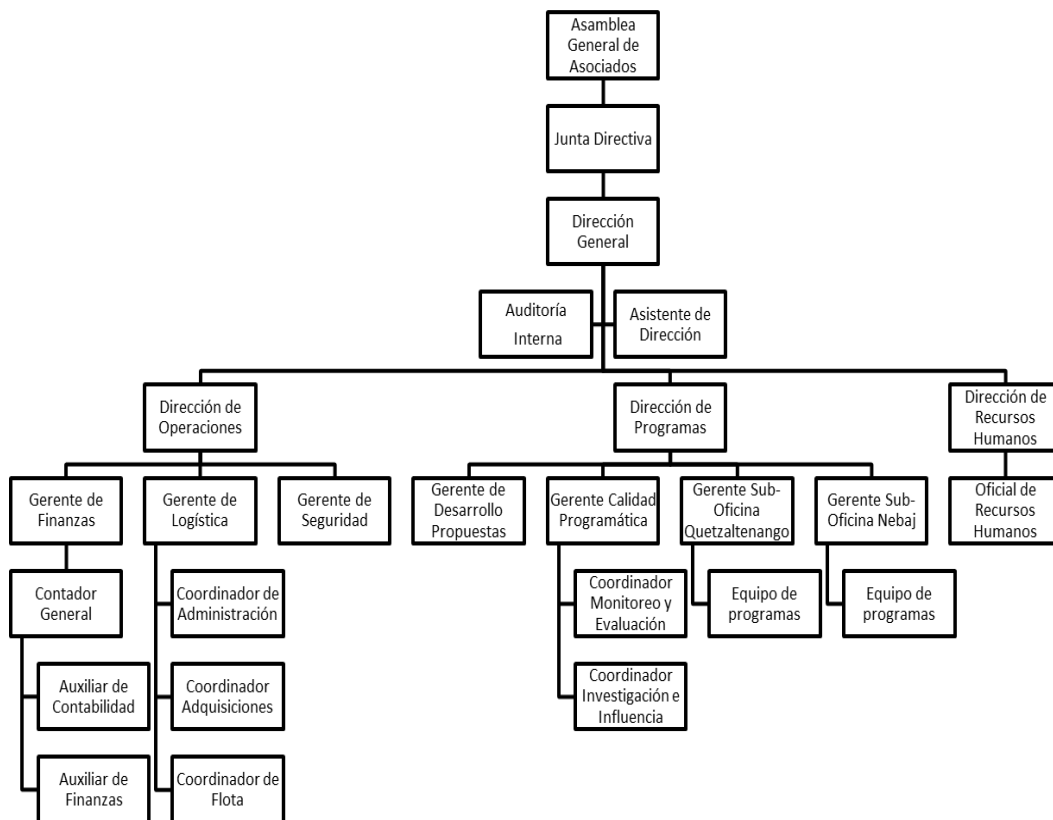 Asamblea
General de
Asociados
Junta Directiva
Dirección
General
Auditoría
Interna
Asistente de
Dirección
Dirección de
Operaciones
Dirección de
Programas
Dirección de
Recursos
Humanos
Gerente de
Finanzas
Gerente de
Logística
Gerente de
Seguridad
Gerente de
Desarrollo
Propuestas
Gerente Calidad
Programática
Gerente Sub-
Oficina
Quetzaltenango
Gerente Sub-
Oficina Nebaj
Oficial de
Recursos
Humanos
Contador
General
Coordinador de
Administración
Coordinador
Monitoreo y
Evaluación
Equipo de
programas
Equipo de
programas
Auxiliar de
Contabilidad
Coordinador
Adquisiciones
Coordinador
Investigación e
Influencia
Auxiliar de
Finanzas
Coordinador de
Flota